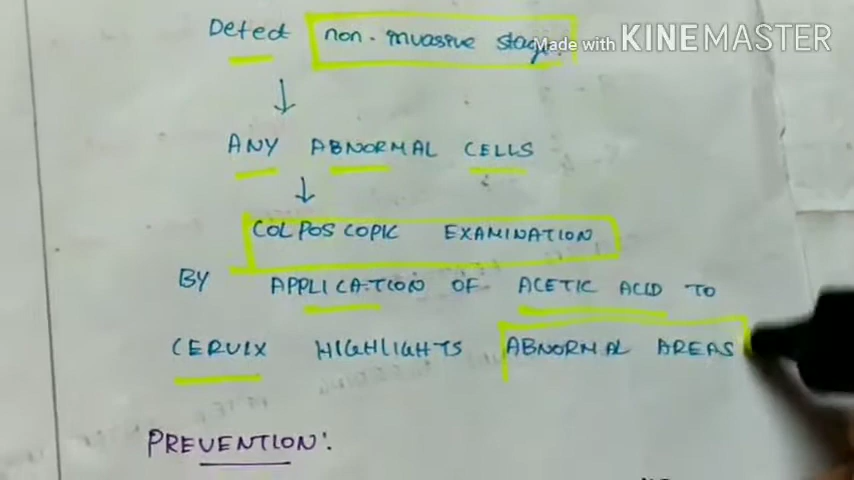 Detect non-invasive stage.
Made with KINEMASTER
↓
ANY ABNORMAL CELLS
↓
COLPOSCOPIC EXAMINATION
BY APPLICATION OF ACETIC ACID TO
CERVIX HIGHLIGHTS ABNORMAL AREAS
PREVENTION: